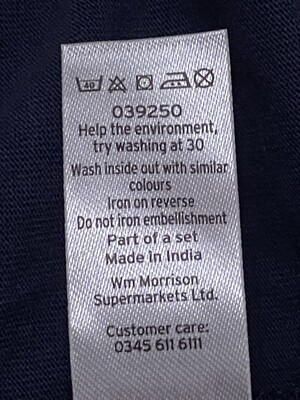 40
039250
Help the environment,
try washing at 30
Wash inside out with similar
colours
Iron on reverse
Do not iron embellishment
Part of a set
Made in India
Wm Morrison
Supermarkets Ltd.
Customer care:
0345 611 6111